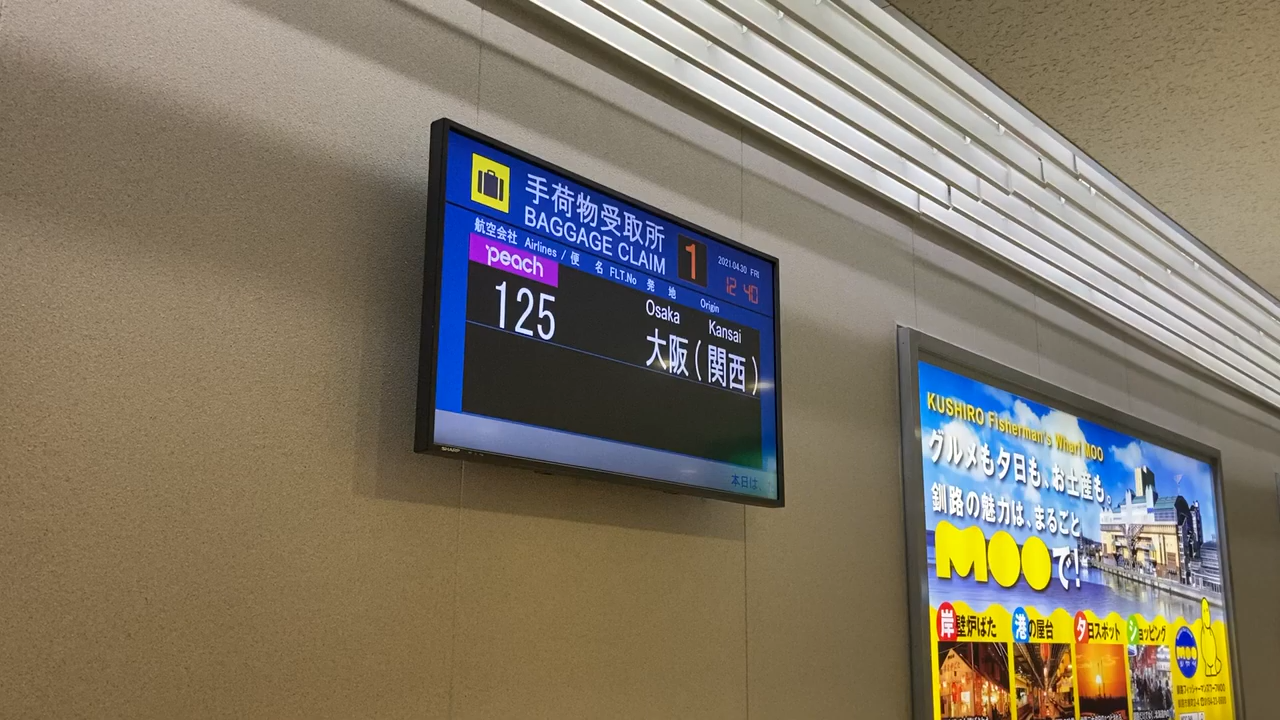 手荷物受取所
BAGGAGE CLAIM
1
2021.04.30 FRI
12 40
航空会社 Airlines / 便 名 FLT.No 発 地 Origin
peach
125
Osaka Kansai
大阪(関西)
本日は
SHARP
KUSHIRO Fisherman's Wharf MOO
グルメも夕日も、お土産も。
釧路の魅力は、まるごと
MOOで!
岸壁炉ばた
港の屋台
夕日スポット
ショッピング
MOO